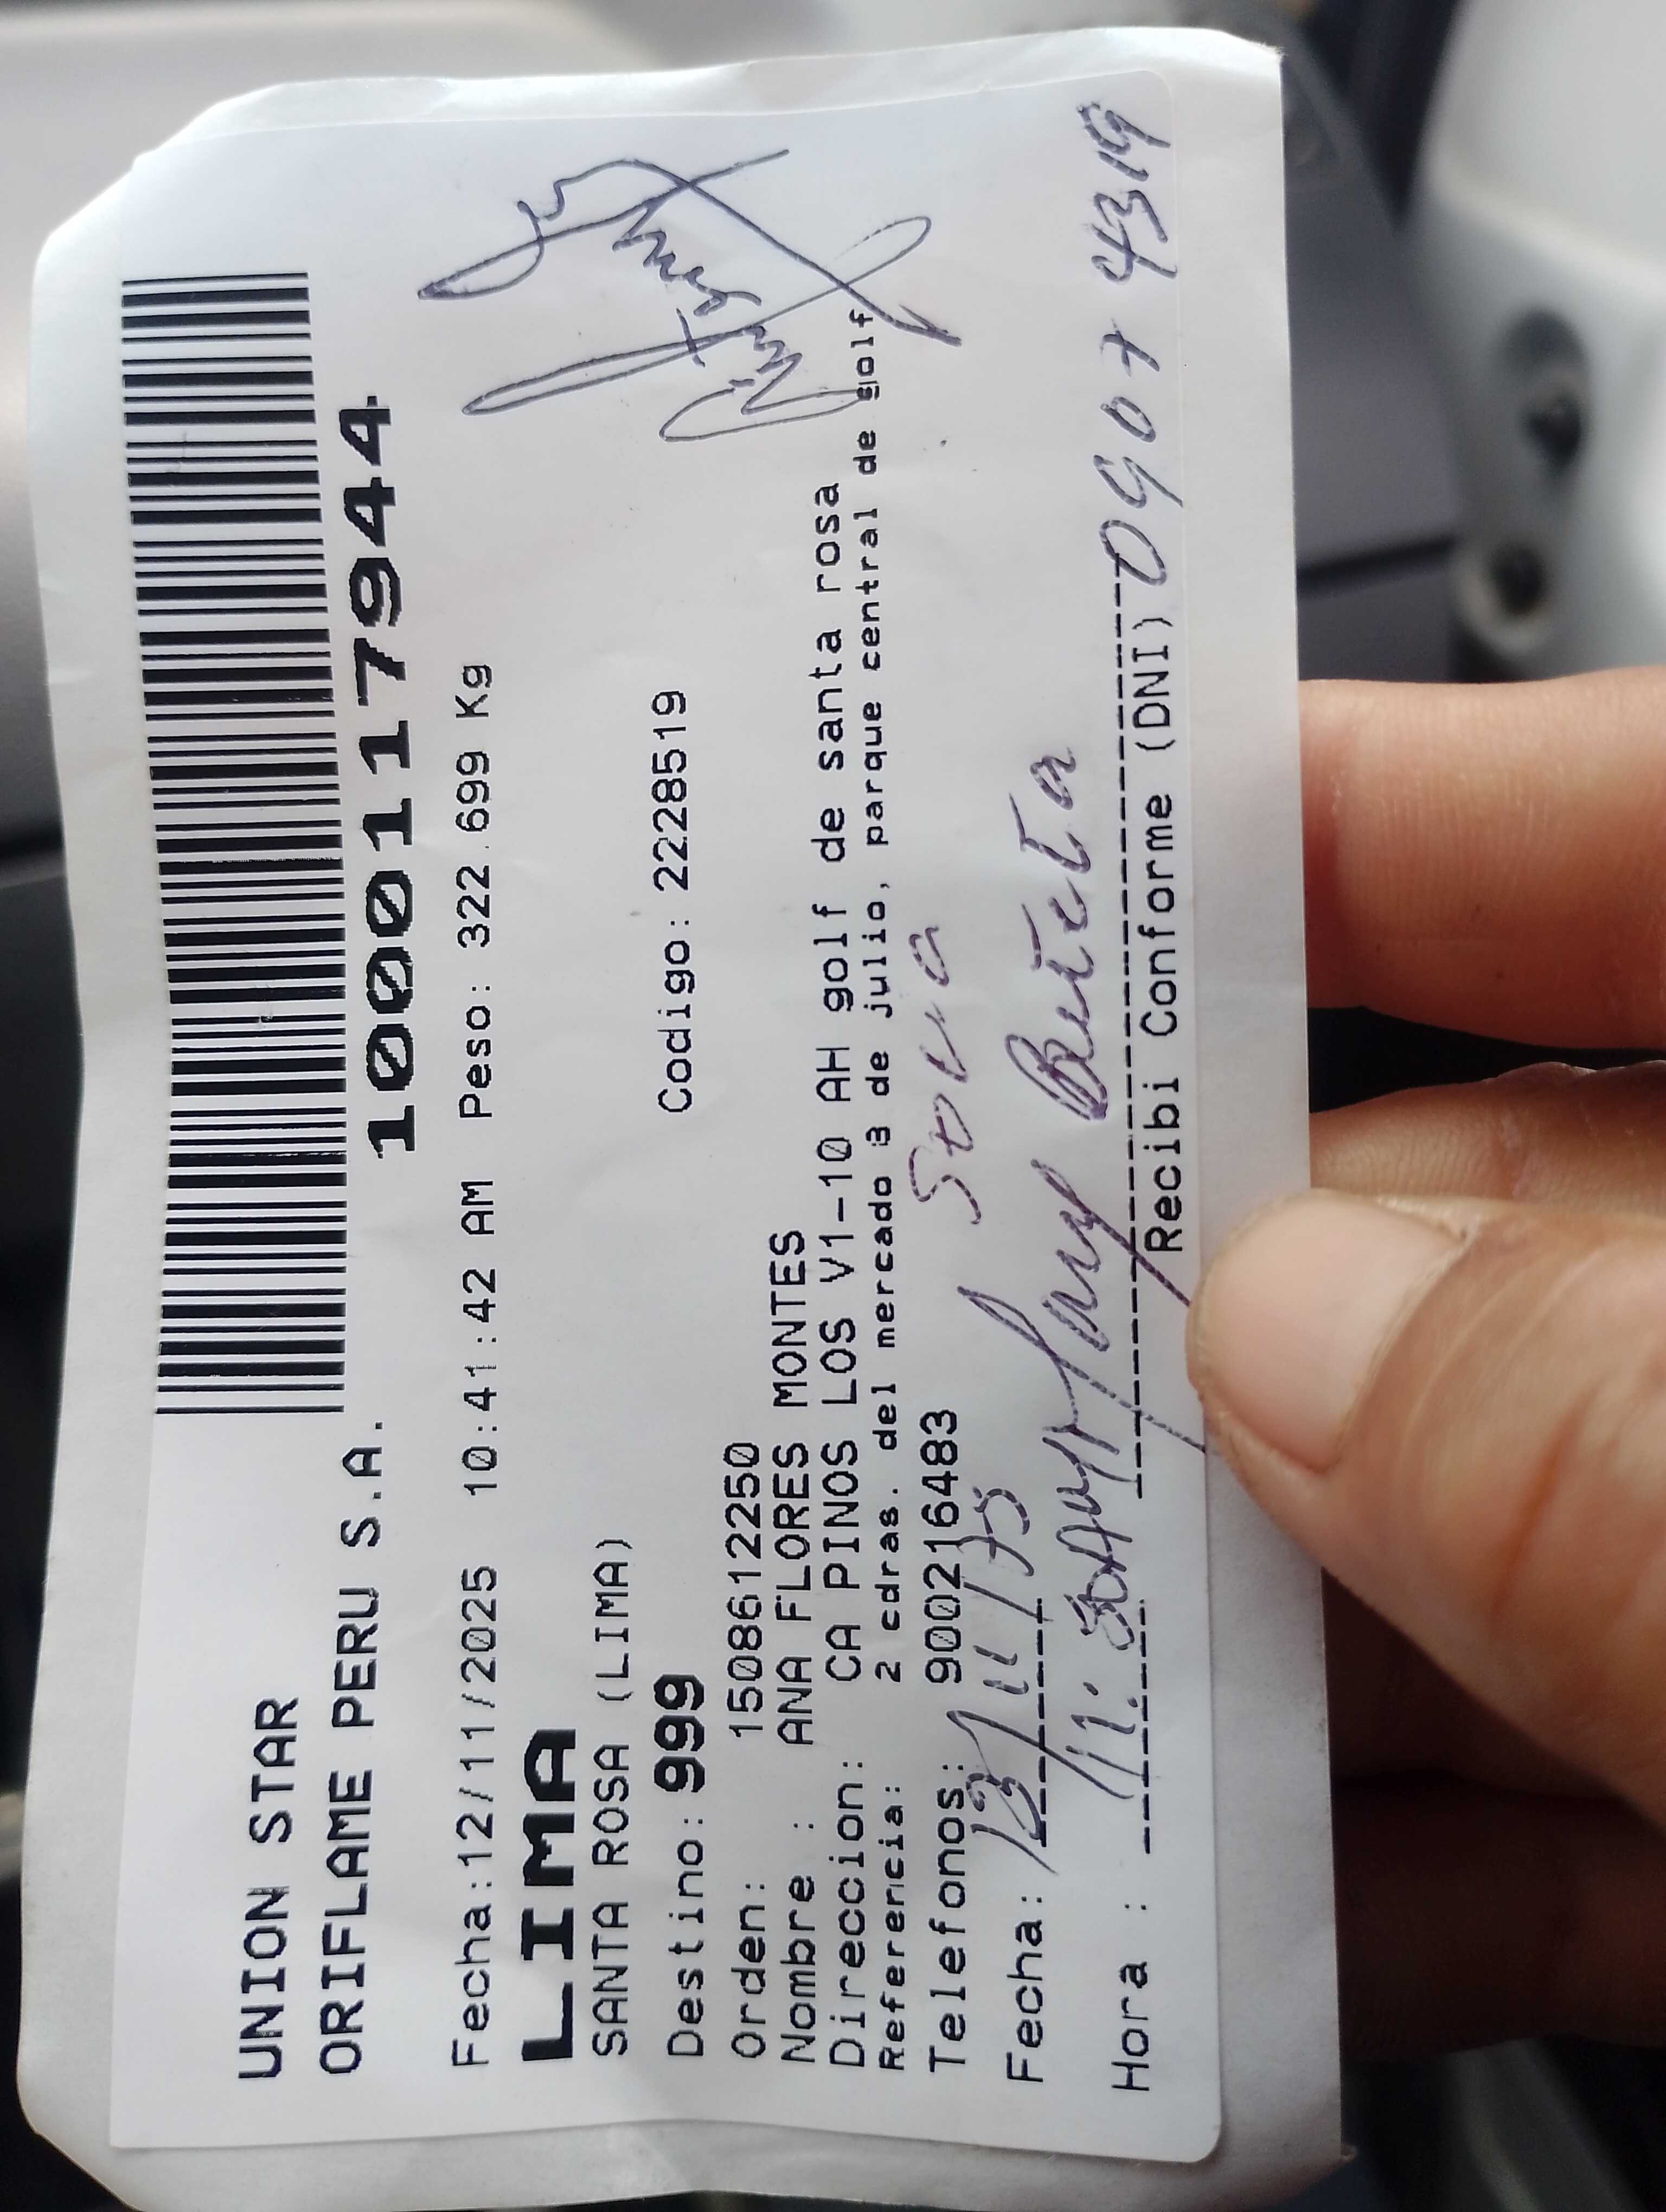 UNION STAR
ORIFLAME PERU S.A.
1000117944
Fecha:12/11/2025 10:41:42 AM Peso: 322.699 Kg
LIMA
SANTA ROSA (LIMA)
Destino: 999 Codigo: 2228519
Orden: 1508612250
Nombre : ANA FLORES MONTES
Direccion: CA PINOS LOS V1-10 AH golf de santa rosa
Referencia: 2 cdras. del mercado 3 de julio, parque central de golf
Telefonos: 900216483
Fecha:
Hora : 11:
09074319
Recibi Conforme (DNI)